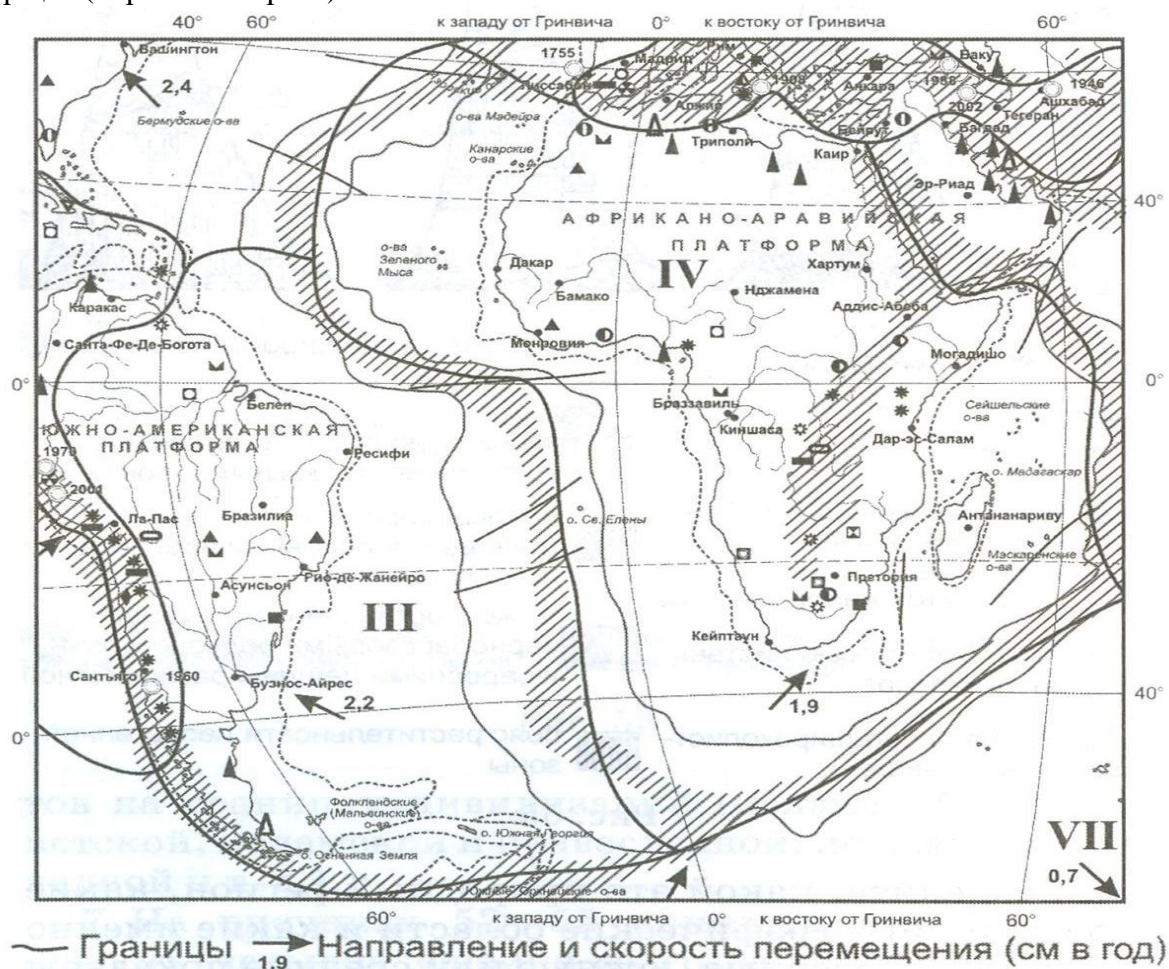 к западу от Гринвича
к востоку от Гринвича
40°
60°
0°
60°
Вашингтон
2,4
Бермудские о-ва
1755
Мадрид
Рим
Лиссабон
Алжир
1908
Анкара
1988
Баку
1946
Ашхабад
2002
Тегеран
Багдад
Бейрут
о-ва Мадейра
Канарские о-ва
Триполи
Каир
Эр-Риад
40°
АФРИКАНО-АРАВИЙСКАЯ
ПЛАТФОРМА
IV
о-ва Зеленого Мыса
Дакар
Бамако
Нджамена
Хартум
Аддис-Абеба
Каракас
Монровия
Могадишо
Санта-Фе-Де-Богота
0°
0°
Белен
Браззавиль
Киншаса
Сейшельские о-ва
ЮЖНО-АМЕРИКАНСКАЯ
ПЛАТФОРМА
Ресифи
Дар-эс-Салам
о. Мадагаскар
1970
2001
Ла-Пас
Бразилиа
о. Св. Елены
Антананариву
Маскаренские о-ва
Рио-де-Жанейро
Асунсьон
Претория
III
Кейптаун
Сантьяго
1960
Буэнос-Айрес
2,2
1,9
40°
0°
Фолклендские (Мальвинские) о-ва
о. Южная Георгия
о. Огненная Земля
Южные Оркнейские о-ва
VII
0,7
60°
к западу от Гринвича
0°
к востоку от Гринвича
60°
Границы
1,9
Направление и скорость перемещения (см в год)